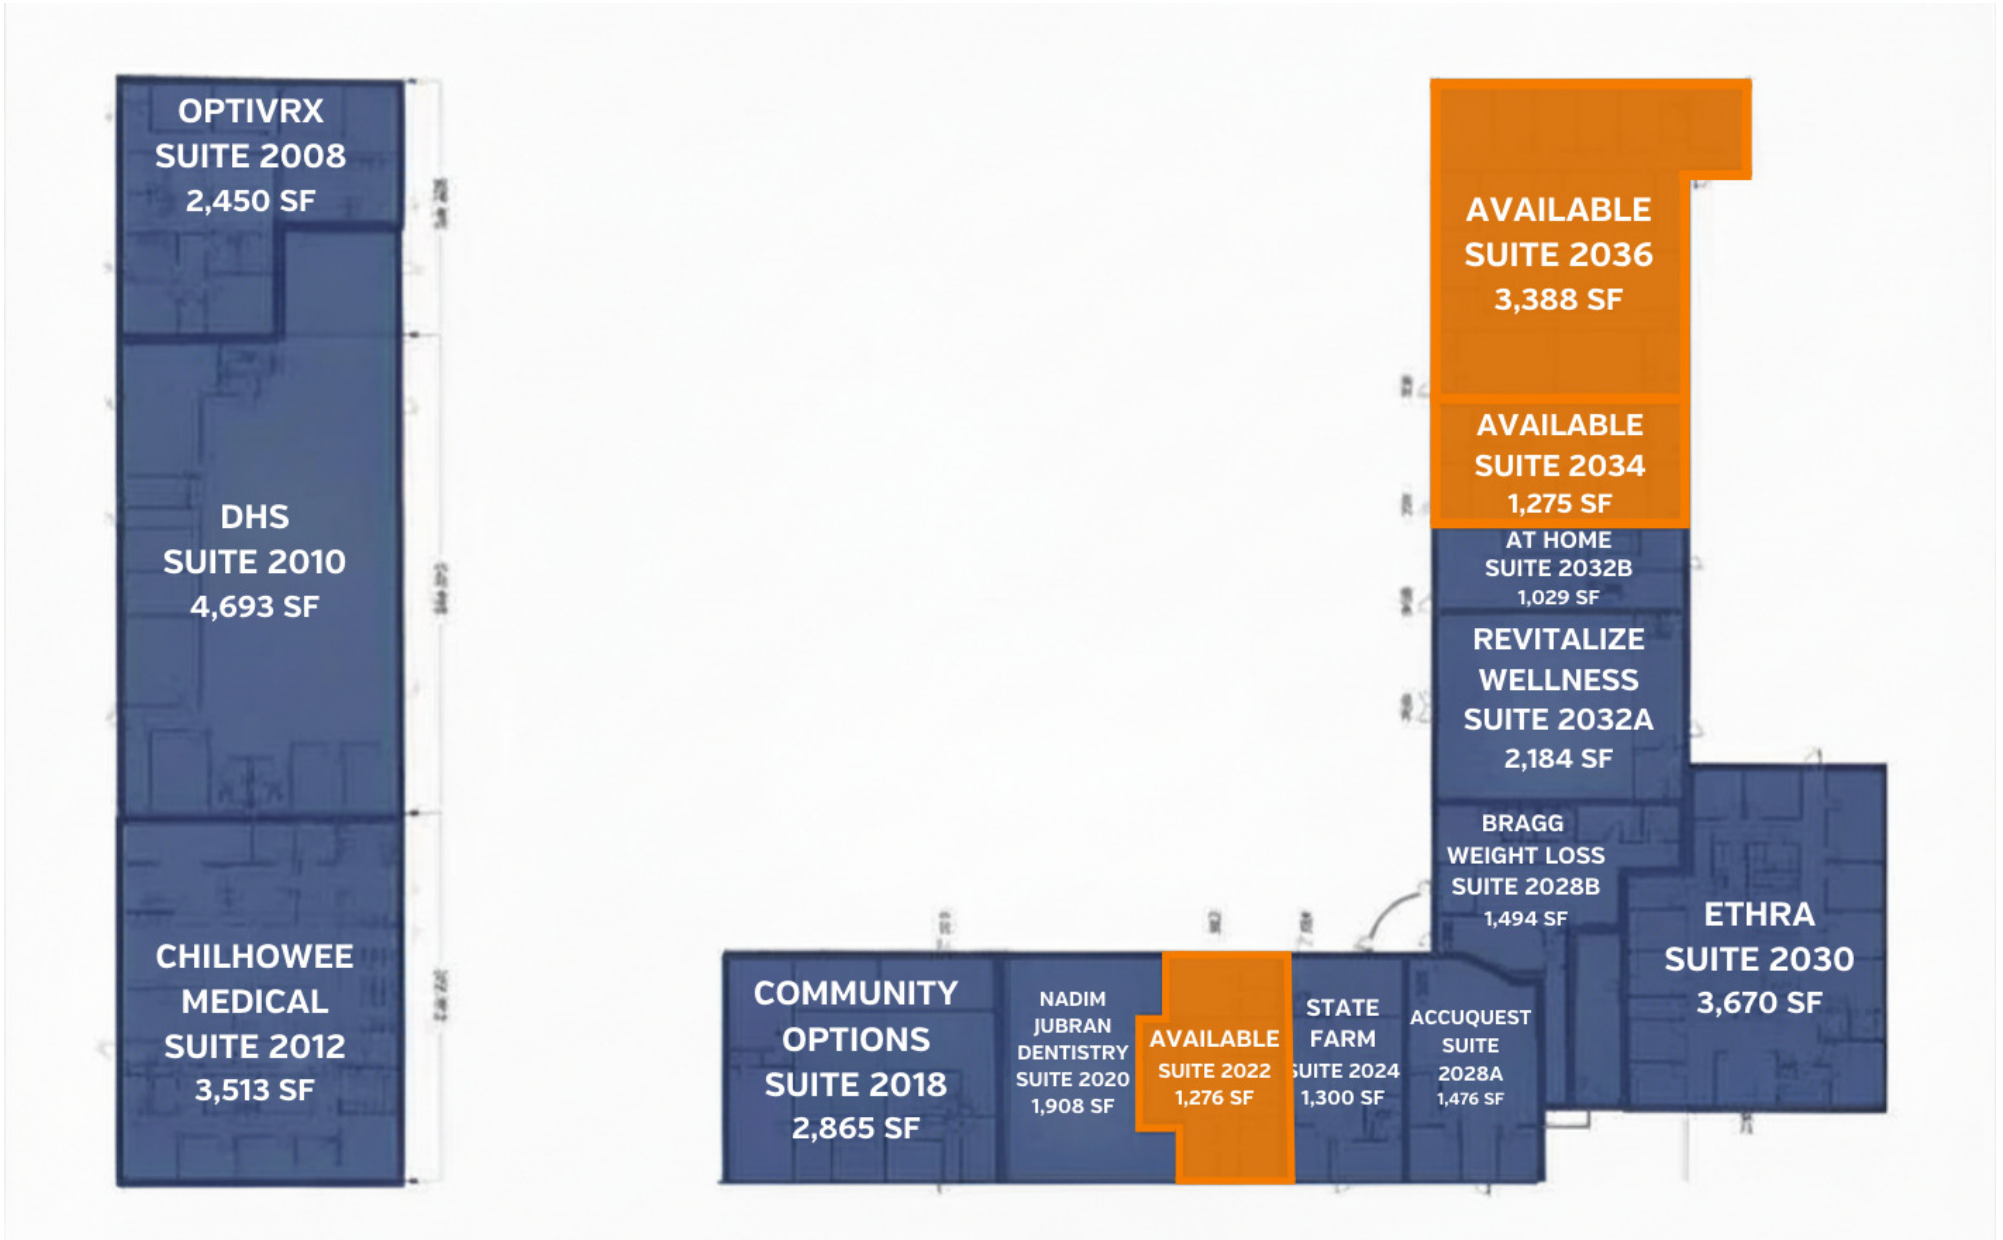 OPTIVRX
SUITE 2008
2,450 SF
DHS
SUITE 2010
4,693 SF
CHILHOWEE
MEDICAL
SUITE 2012
3,513 SF
COMMUNITY
OPTIONS
SUITE 2018
2,865 SF
NADIM
JUBRAN
DENTISTRY
SUITE 2020
1,908 SF
AVAILABLE
SUITE 2022
1,276 SF
STATE
FARM
SUITE 2024
1,300 SF
ACCUQUEST
SUITE
2028A
1,476 SF
AVAILABLE
SUITE 2036
3,388 SF
AVAILABLE
SUITE 2034
1,275 SF
AT HOME
SUITE 2032B
1,029 SF
REVITALIZE
WELLNESS
SUITE 2032A
2,184 SF
BRAGG
WEIGHT LOSS
SUITE 2028B
1,494 SF
ETHRA
SUITE 2030
3,670 SF